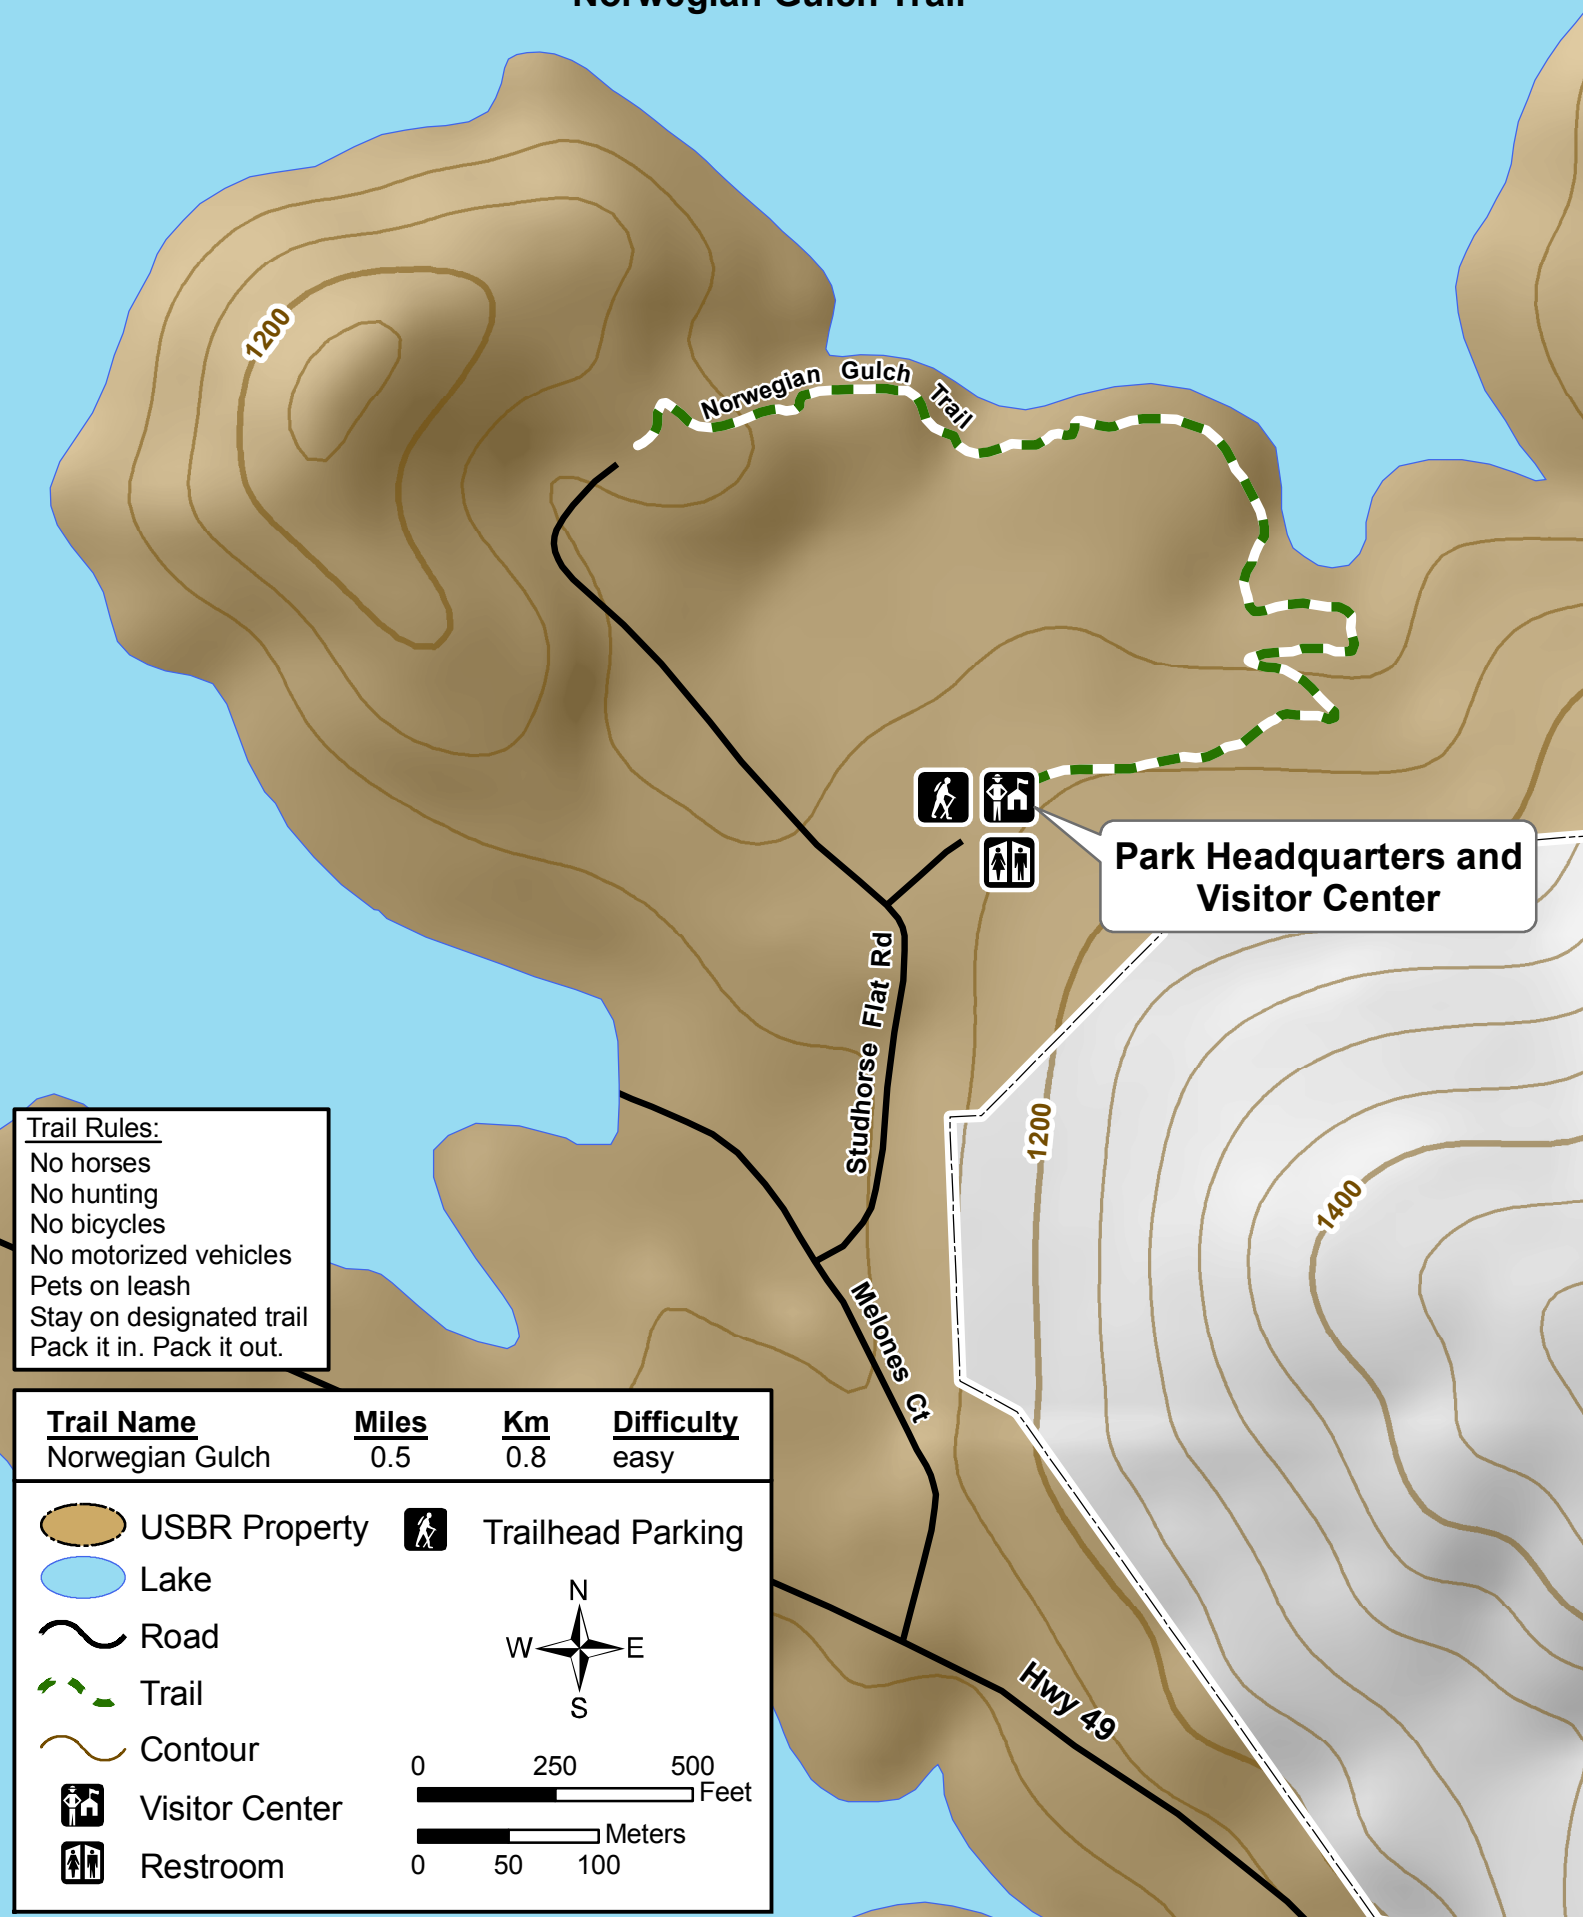 Norwegian Gulch Trail
1200
Norwegian Gulch Trail
Park Headquarters and
Visitor Center
Studhorse Flat Rd
1200
1400
Melones Ct
Hwy 49
Trail Rules:
No horses
No hunting
No bicycles
No motorized vehicles
Pets on leash
Stay on designated trail
Pack it in. Pack it out.
Trail Name Miles Km Difficulty
Norwegian Gulch 0.5 0.8 easy
USBR Property
Lake
Road
Trail
Contour
Visitor Center
Restroom
Trailhead Parking
N
W E
S
0 250 500
Feet
Meters
0 50 100